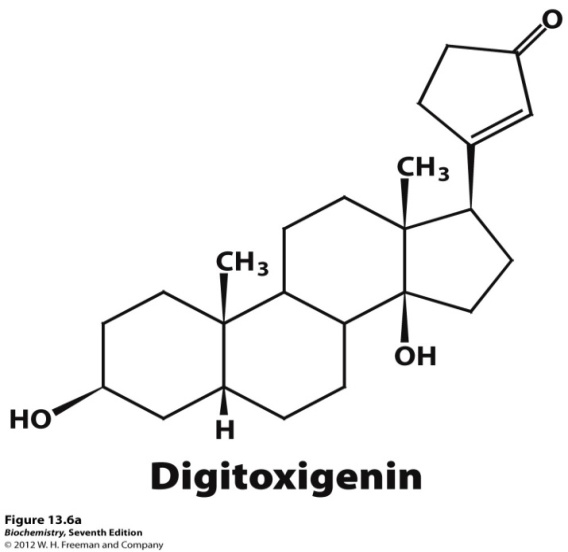 O
CH₃
CH₃
OH
HO
H
Digitoxigenin
Figure 13.6a
Biochemistry, Seventh Edition
© 2012 W. H. Freeman and Company